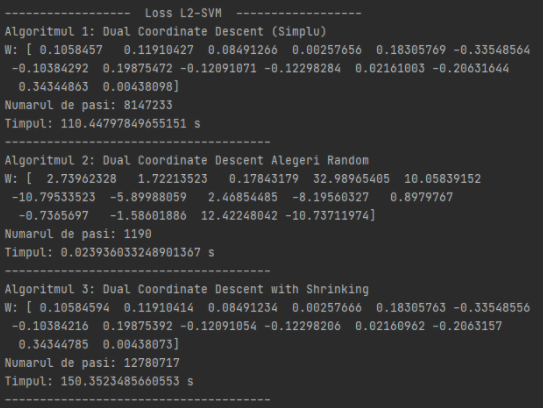 ------------------ Loss L2-SVM ------------------
Algoritmul 1: Dual Coordinate Descent (Simplu)
W: [ 0.1058457 0.11910427 0.08491266 0.00257656 0.18305769 -0.33548564
-0.10384292 0.19875472 -0.12091071 -0.12298284 0.02161003 -0.20631644
0.34344863 0.00438098]
Numarul de pasi: 8147233
Timpul: 110.44797849655151 s
--------------------------------------
Algoritmul 2: Dual Coordinate Descent Alegeri Random
W: [ 2.73962328 1.72213523 0.17843179 32.98965405 10.05839152
-10.79533523 -5.89988059 2.46854485 -8.19560327 0.8979767
-0.7365697 -1.58601886 12.42248042 -10.73711974]
Numarul de pasi: 1190
Timpul: 0.023936033248901367 s
--------------------------------------
Algoritmul 3: Dual Coordinate Descent with Shrinking
W: [ 0.10584594 0.11910414 0.08491234 0.00257666 0.18305763 -0.33548556
-0.10384216 0.19875392 -0.12091054 -0.12298206 0.02160962 -0.2063157
0.34344785 0.00438073]
Numarul de pasi: 12780717
Timpul: 150.3523485660553 s
--------------------------------------